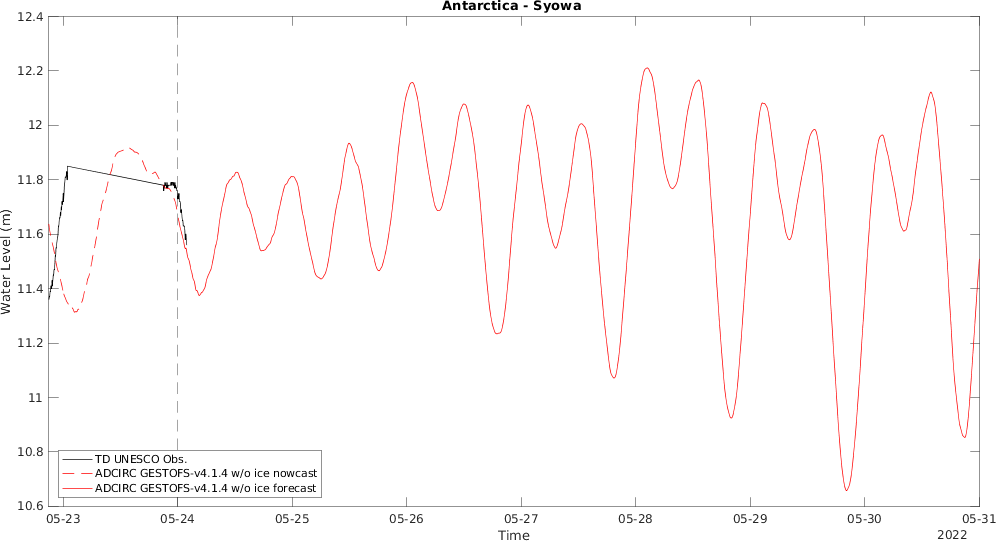 Antarctica - Syowa
12.4
12.2
12
11.8
11.6
11.4
11.2
11
10.8
10.6
Water Level (m)
TD UNESCO Obs.
ADCIRC GESTOFS-v4.1.4 w/o ice nowcast
ADCIRC GESTOFS-v4.1.4 w/o ice forecast
05-23 05-24 05-25 05-26 05-27 05-28 05-29 05-30 05-31
Time
2022